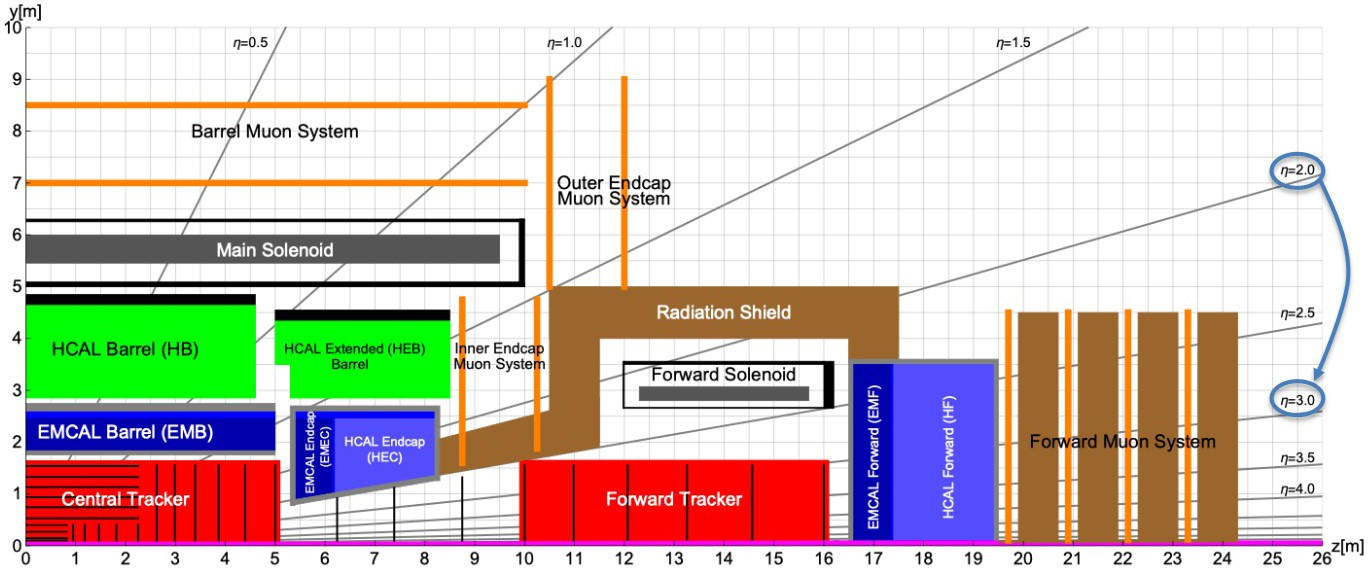 y[m]
10
η=0.5
η=1.0
η=1.5
9
Barrel Muon System
8
η=2.0
7
Outer Endcap
Muon System
6
Main Solenoid
5
Radiation Shield
η=2.5
4
HCAL Barrel (HB)
HCAL Extended (HEB)
Barrel
Inner Endcap
Muon System
Forward Solenoid
3
η=3.0
EMCAL Barrel (EMB)
2
EMCAL Endcap
(EMEC)
HCAL Endcap
(HEC)
EMCAL Forward (EMF)
HCAL Forward (HF)
Forward Muon System
η=3.5
1
Central Tracker
Forward Tracker
η=4.0
0
0 1 2 3 4 5 6 7 8 9 10 11 12 13 14 15 16 17 18 19 20 21 22 23 24 25 26 z[m]